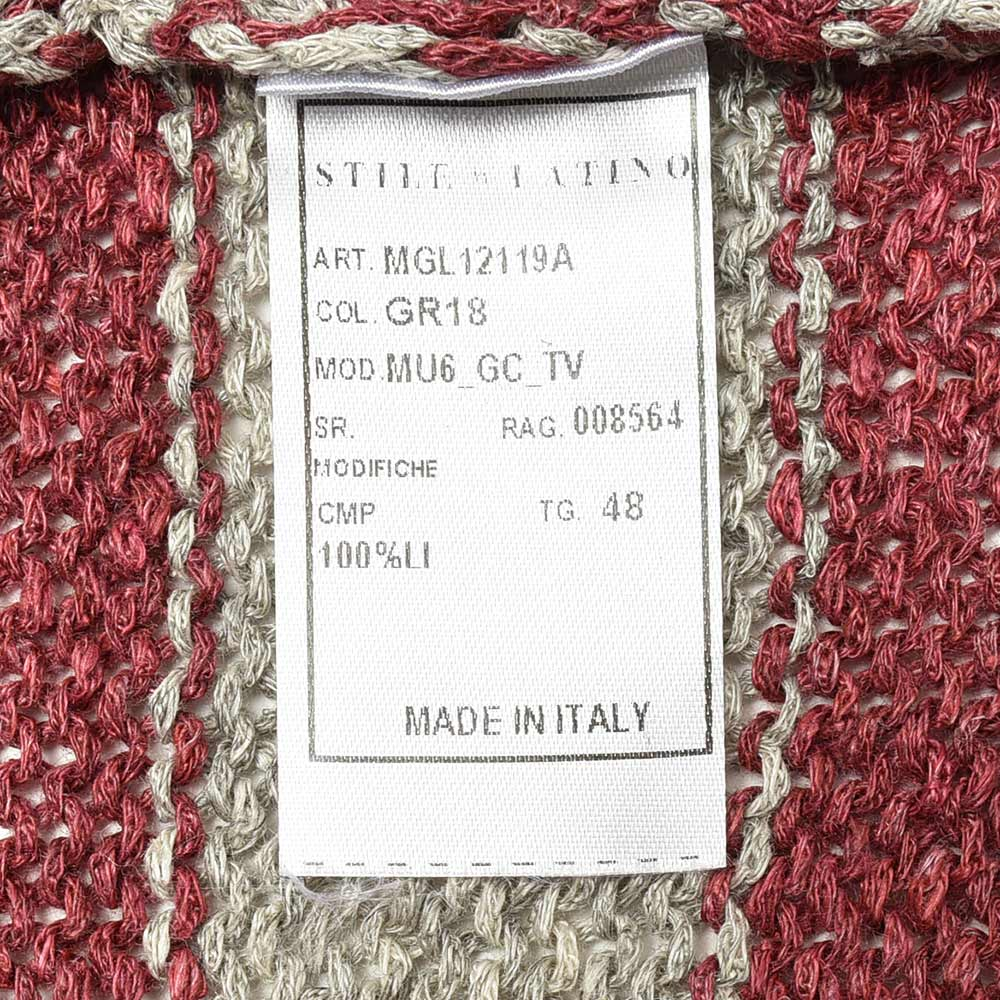 STILE LATINO
ART. MGL12119A
COL. GR18
MOD. MU6_GC_TV
SR. RAG. 008564
MODIFICHE
CMP TG. 48
100%LI
MADE IN ITALY